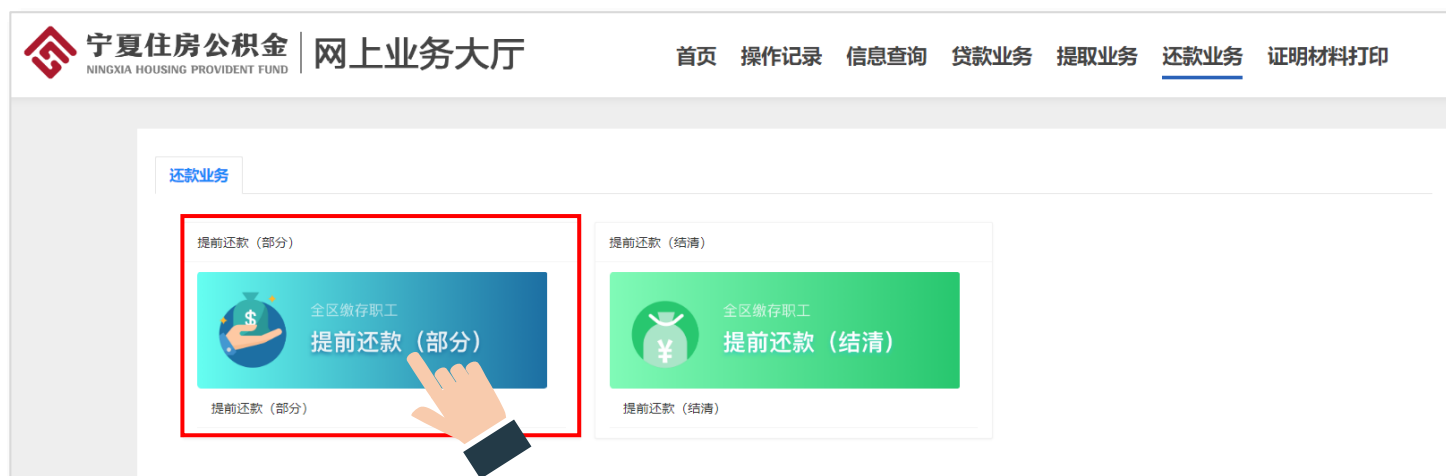 宁夏住房公积金
NINGXIA HOUSING PROVIDENT FUND
网上业务大厅
首页 操作记录 信息查询 贷款业务 提取业务 还款业务 证明材料打印
还款业务
提前还款（部分）
$
全区缴存职工
提前还款（部分）
提前还款（部分）
提前还款（结清）
¥
全区缴存职工
提前还款（结清）
提前还款（结清）